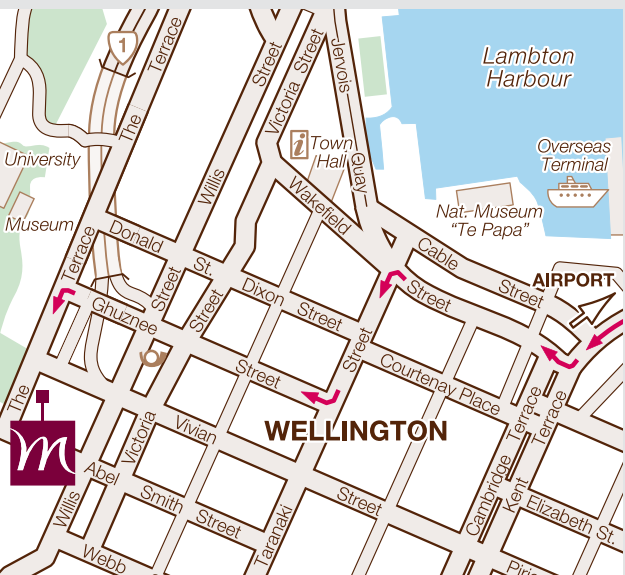 1
The
Terrace
Street
Victoria Street
Jervois
Quay
Lambton
Harbour
University
Town
Hall
i
Overseas
Terminal
Willis
Wakefield
Museum
Nat. Museum
"Te Papa"
Donald
St.
Cable
Street
Terrace
Street
Street
Dixon
Street
Street
AIRPORT
Ghuznee
Street
Street
Courtenay Place
The
Victoria
Vivian
WELLINGTON
Terrace
Terrace
m
Abel
Smith
Street
Street
Willis
Taranaki
Cambridge
Kent
Elizabeth St.
Webb
Pirie